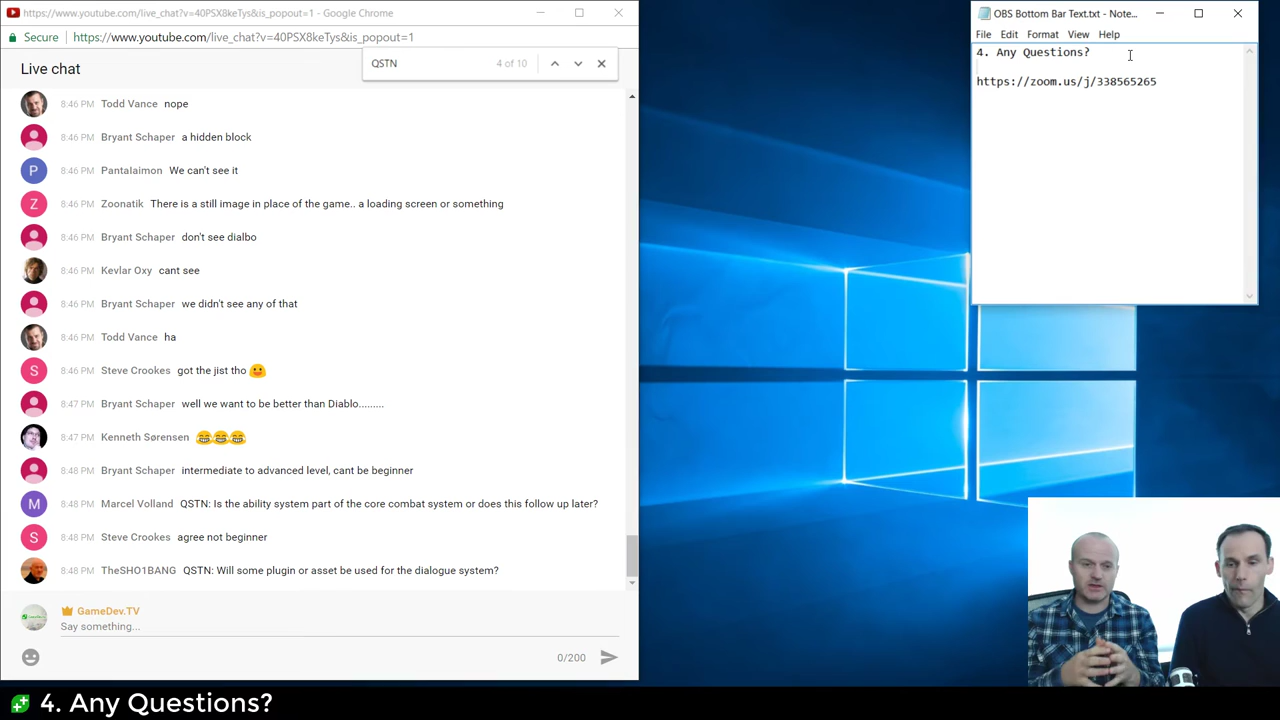 https://www.youtube.com/live_chat?v=40PSX8keTys&is_popout=1 - Google Chrome
Secure
https://www.youtube.com/live_chat?v=40PSX8keTys&is_popout=1
QSTN
4 of 10
Live chat
8:46 PM Todd Vance nope
8:46 PM Bryant Schaper a hidden block
P
8:46 PM Pantalaimon We can't see it
Z
8:46 PM Zoonatik There is a still image in place of the game.. a loading screen or something
8:46 PM Bryant Schaper don't see dialbo
8:46 PM Kevlar Oxy cant see
8:46 PM Bryant Schaper we didn't see any of that
8:46 PM Todd Vance ha
S
8:46 PM Steve Crookes got the jist tho 
8:47 PM Bryant Schaper well we want to be better than Diablo.........
8:47 PM Kenneth Sørensen
8:48 PM Bryant Schaper intermediate to advanced level, cant be beginner
M
8:48 PM Marcel Volland QSTN: Is the ability system part of the core combat system or does this follow up later?
S
8:48 PM Steve Crookes agree not beginner
8:48 PM TheSHO1BANG QSTN: Will some plugin or asset be used for the dialogue system?
GameDev.TV
Say something...
0/200
OBS Bottom Bar Text.txt - Note...
File Edit Format View Help
4. Any Questions?
https://zoom.us/j/338565265
4. Any Questions?